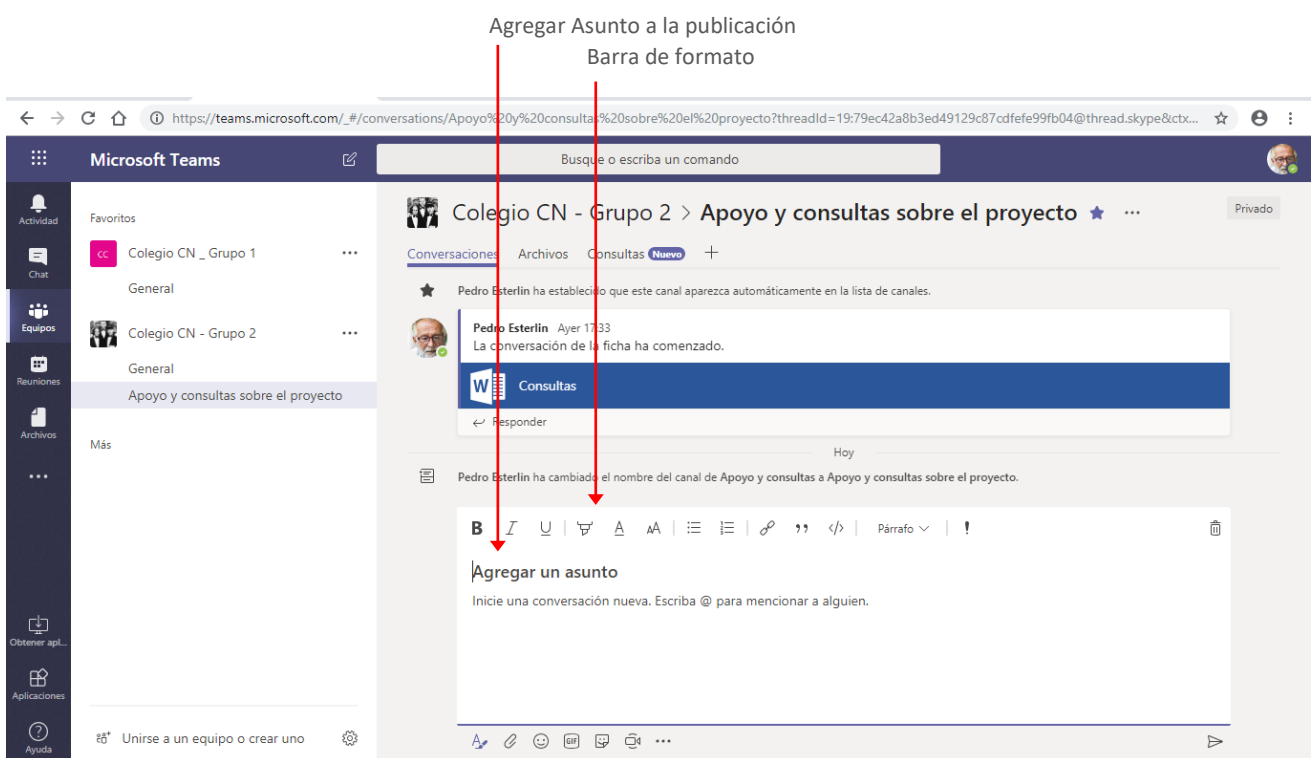 Agregar Asunto a la publicación
Barra de formato
https://teams.microsoft.com/_#/conversations/Apoyo%20y%20consultas%20sobre%20el%20proyecto?threadId=19:79ec42a8b3ed49129c87cdfefe99fb04@thread.skype&ctx...
Microsoft Teams
Busque o escriba un comando
Actividad
Chat
Equipos
Reuniones
Archivos
Obtener apl...
Aplicaciones
Ayuda
Favoritos
CC Colegio CN _ Grupo 1
General
Colegio CN - Grupo 2
General
Apoyo y consultas sobre el proyecto
Más
Unirse a un equipo o crear uno
Colegio CN - Grupo 2 > Apoyo y consultas sobre el proyecto
Privado
Conversaciones Archivos Consultas Nuevo
Pedro Esterlin ha establecido que este canal aparezca automáticamente en la lista de canales.
Pedro Esterlin Ayer 17:33
La conversación de la ficha ha comenzado.
W Consultas
Responder
Hoy
Pedro Esterlin ha cambiado el nombre del canal de Apoyo y consultas a Apoyo y consultas sobre el proyecto.
B I U A AA Párrafo !
Agregar un asunto
Inicie una conversación nueva. Escriba @ para mencionar a alguien.
GIF